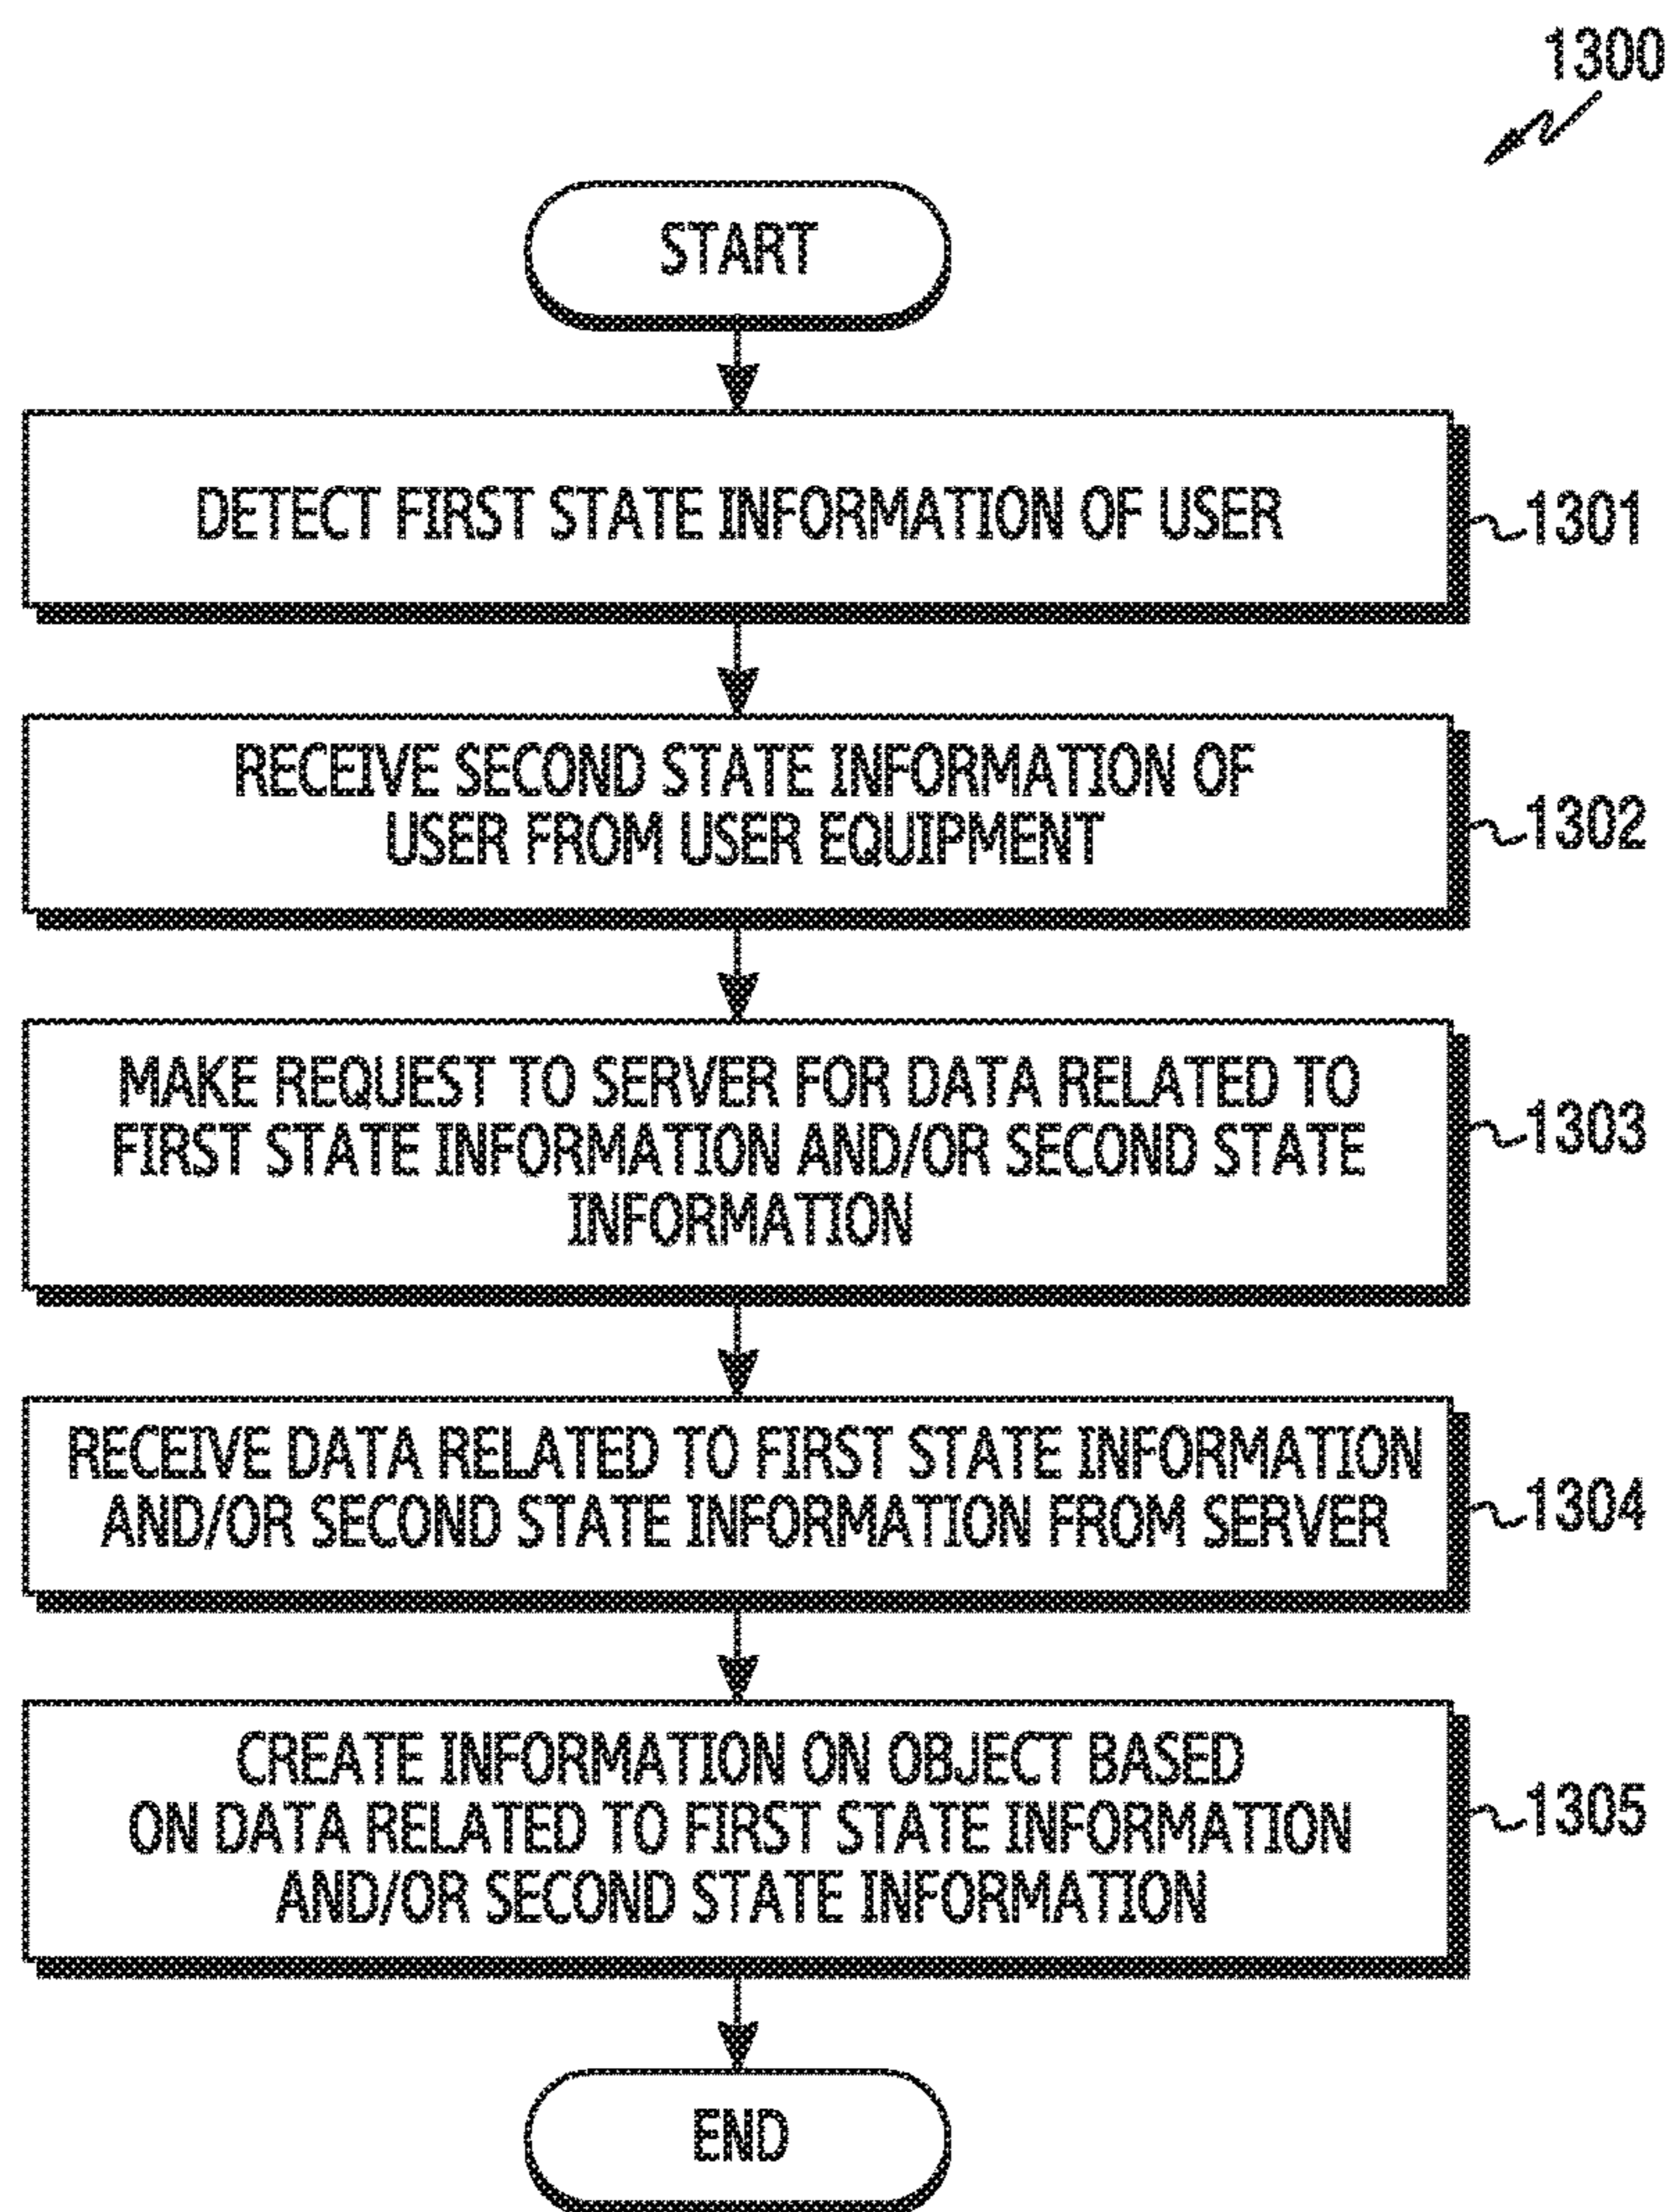 1300
START
DETECT FIRST STATE INFORMATION OF USER
1301
RECEIVE SECOND STATE INFORMATION OF
USER FROM USER EQUIPMENT
1302
MAKE REQUEST TO SERVER FOR DATA RELATED TO
FIRST STATE INFORMATION AND/OR SECOND STATE
INFORMATION
1303
RECEIVE DATA RELATED TO FIRST STATE INFORMATION
AND/OR SECOND STATE INFORMATION FROM SERVER
1304
CREATE INFORMATION ON OBJECT BASED
ON DATA RELATED TO FIRST STATE INFORMATION
AND/OR SECOND STATE INFORMATION
1305
END